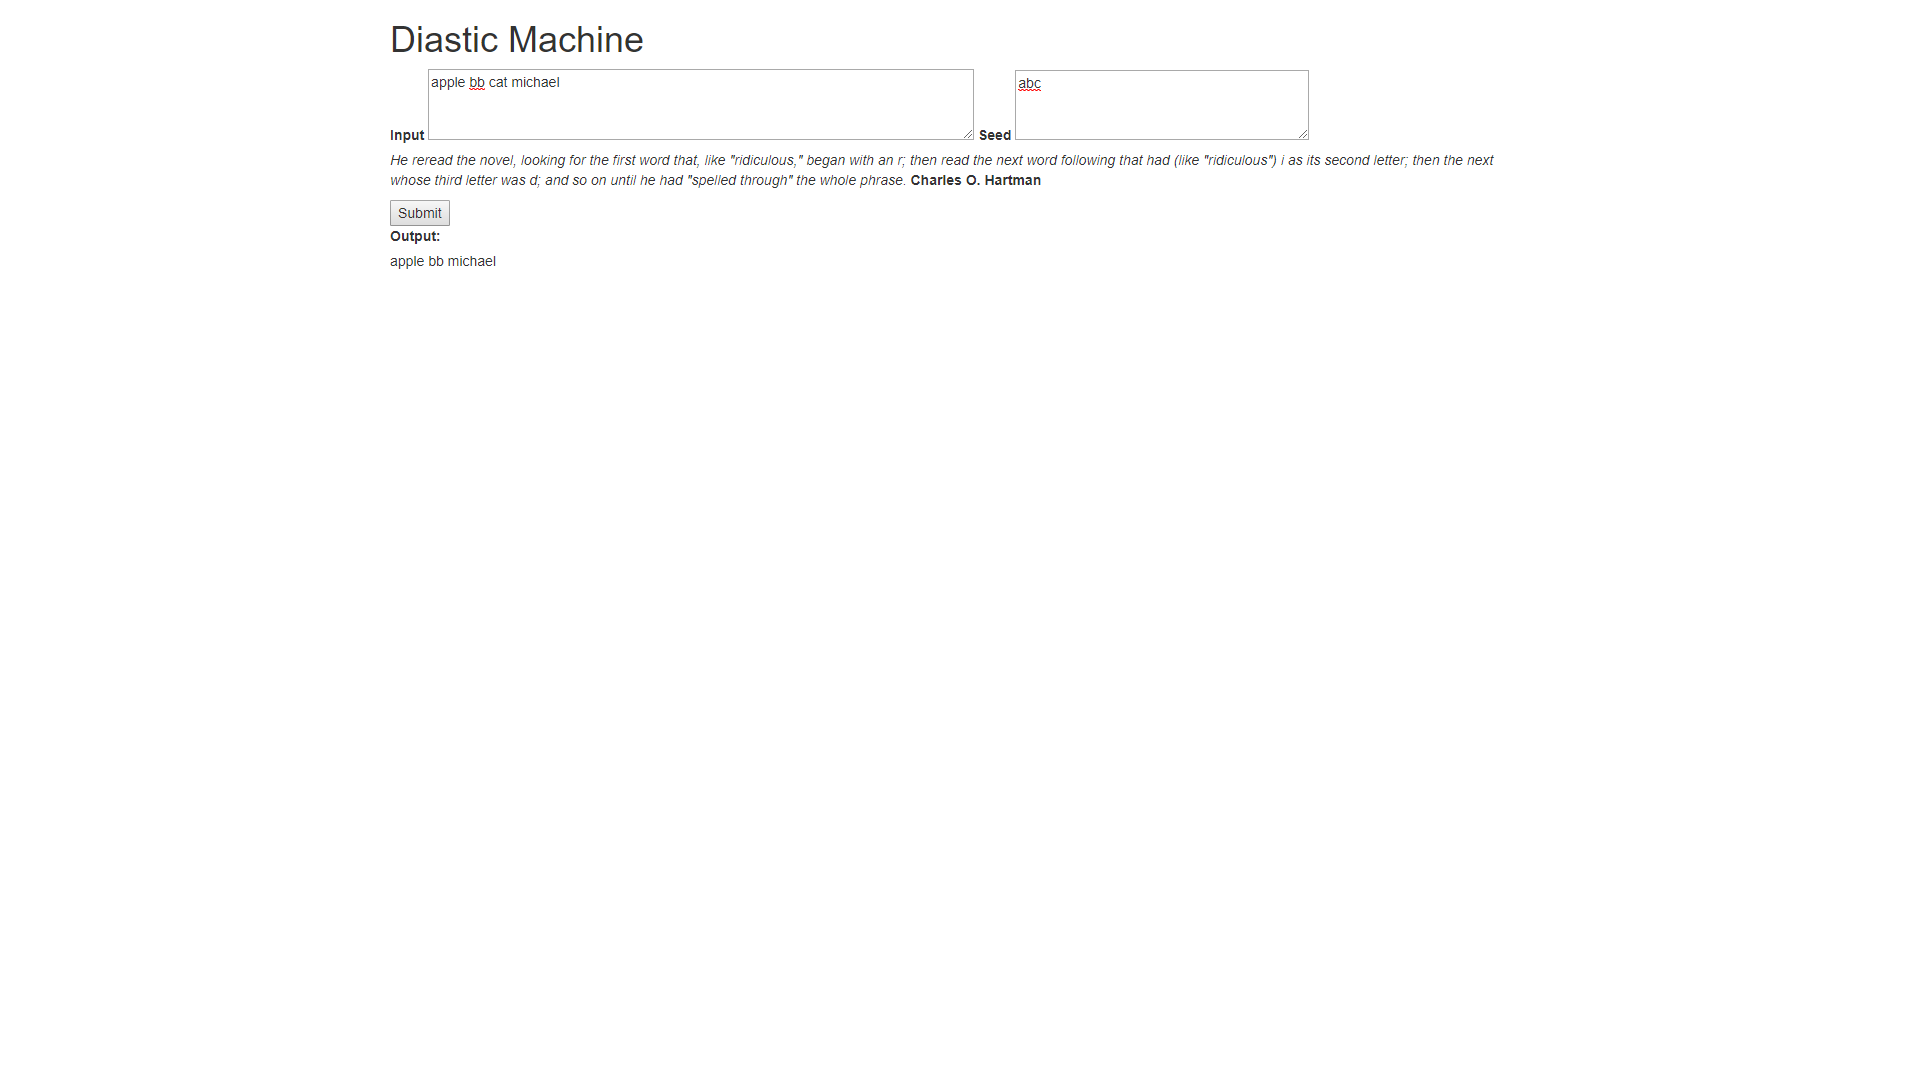 Diastic Machine
apple bb cat michael
abc
Input
Seed
He reread the novel, looking for the first word that, like "ridiculous," began with an r; then read the next word following that had (like "ridiculous") i as its second letter; then the next
whose third letter was d; and so on until he had "spelled through" the whole phrase. Charles O. Hartman
Submit
Output:
apple bb michael